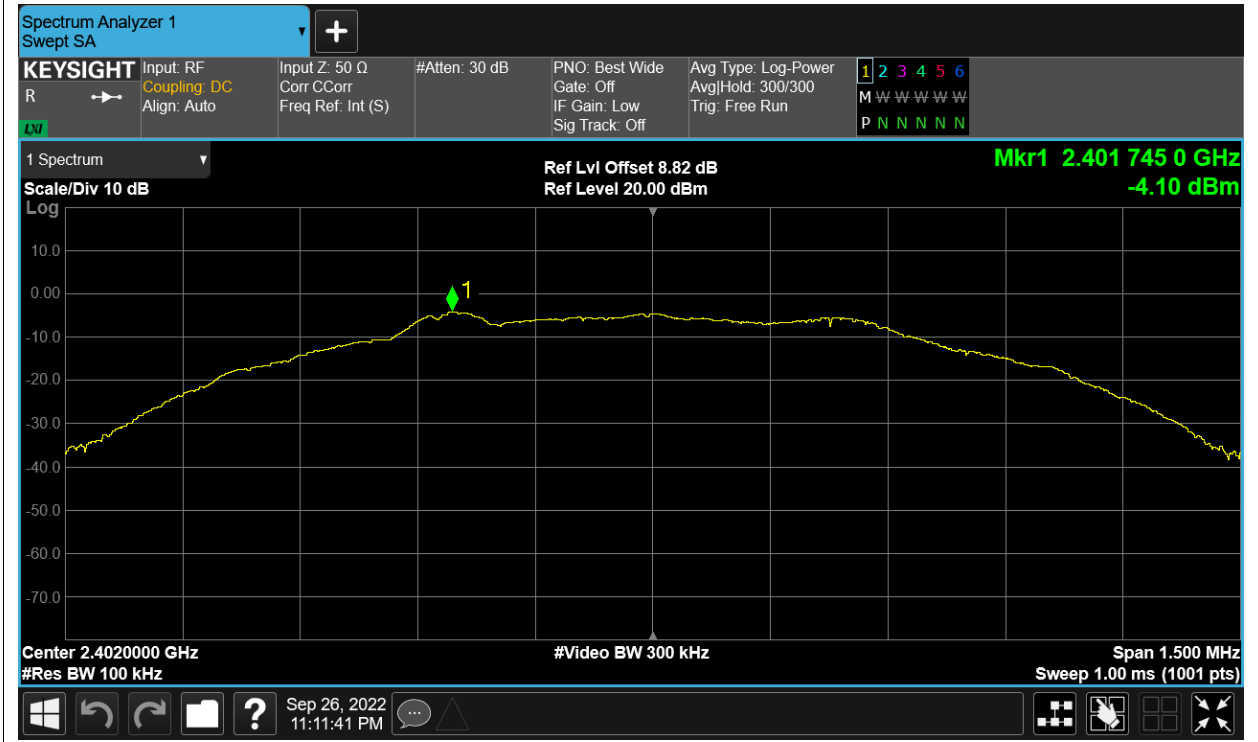 Spectrum Analyzer 1
Swept SA
▼
+
KEYSIGHT
R
LXI
Input: RF
Coupling: DC
Align: Auto
Input Z: 50 Ω
Corr CCorr
Freq Ref: Int (S)
#Atten: 30 dB
PNO: Best Wide
Gate: Off
IF Gain: Low
Sig Track: Off
Avg Type: Log-Power
Avg|Hold: 300/300
Trig: Free Run
1 2 3 4 5 6
M W W W W W W
P N N N N N N
1 Spectrum
Scale/Div 10 dB
Log
Ref Lvl Offset 8.82 dB
Ref Level 20.00 dBm
Mkr1 2.401 745 0 GHz
-4.10 dBm
1
10.0
0.00
-10.0
-20.0
-30.0
-40.0
-50.0
-60.0
-70.0
Center 2.4020000 GHz
#Res BW 100 kHz
#Video BW 300 kHz
Span 1.500 MHz
Sweep 1.00 ms (1001 pts)
?
Sep 26, 2022
11:11:41 PM